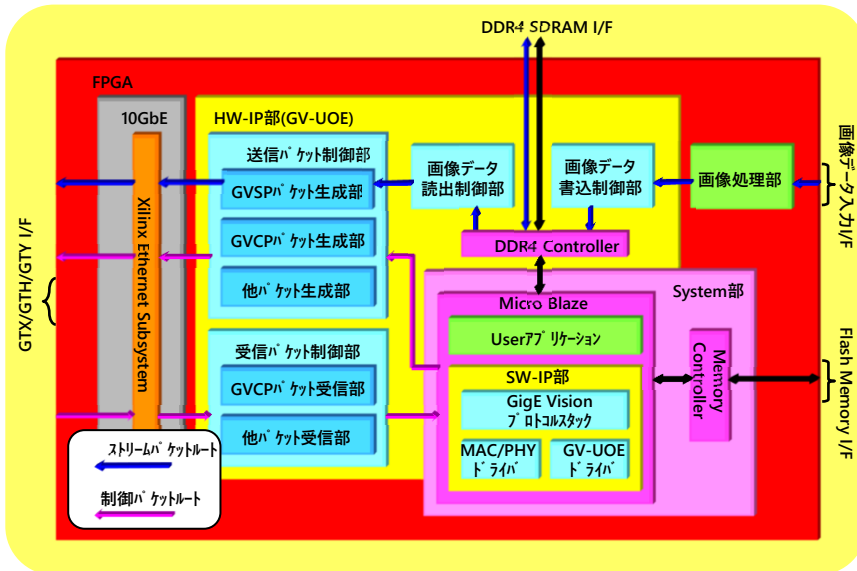 DDR4 SDRAM I/F
FPGA
10GbE
HW-IP部(GV-UOE)
送信ﾊﾟｹｯﾄ制御部
GVSPﾊﾟｹｯﾄ生成部
GVCPﾊﾟｹｯﾄ生成部
他ﾊﾟｹｯﾄ生成部
画像データ
読出制御部
画像データ
書込制御部
画像処理部
画像データ入力I/F
DDR4 Controller
Xilinx Ethernet Subsystem
GTX/GTH/GTY I/F
System部
Micro Blaze
Userｱﾌﾟﾘｹｰｼｮﾝ
受信ﾊﾟｹｯﾄ制御部
GVCPﾊﾟｹｯﾄ受信部
他ﾊﾟｹｯﾄ受信部
SW-IP部
GigE Vision
ﾌﾟﾛﾄｺﾙｽﾀｯｸ
MAC/PHY
ﾄﾞﾗｲﾊﾞ
GV-UOE
ﾄﾞﾗｲﾊﾞ
Memory
Controller
Flash Memory I/F
ｽﾄﾘｰﾑﾊﾟｹｯﾄﾙｰﾄ
制御ﾊﾟｹｯﾄﾙｰﾄ